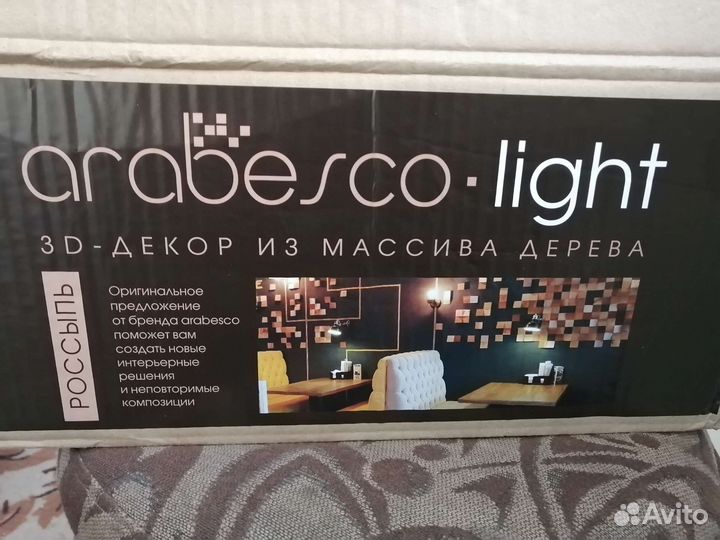 arabesco · light
3D-ДЕКОР ИЗ МАССИВА ДЕРЕВА
РОССЫПЬ
Оригинальное
предложение
от бренда arabesco
поможет вам
создать новые
интерьерные
решения
и неповторимые
композиции
Avito